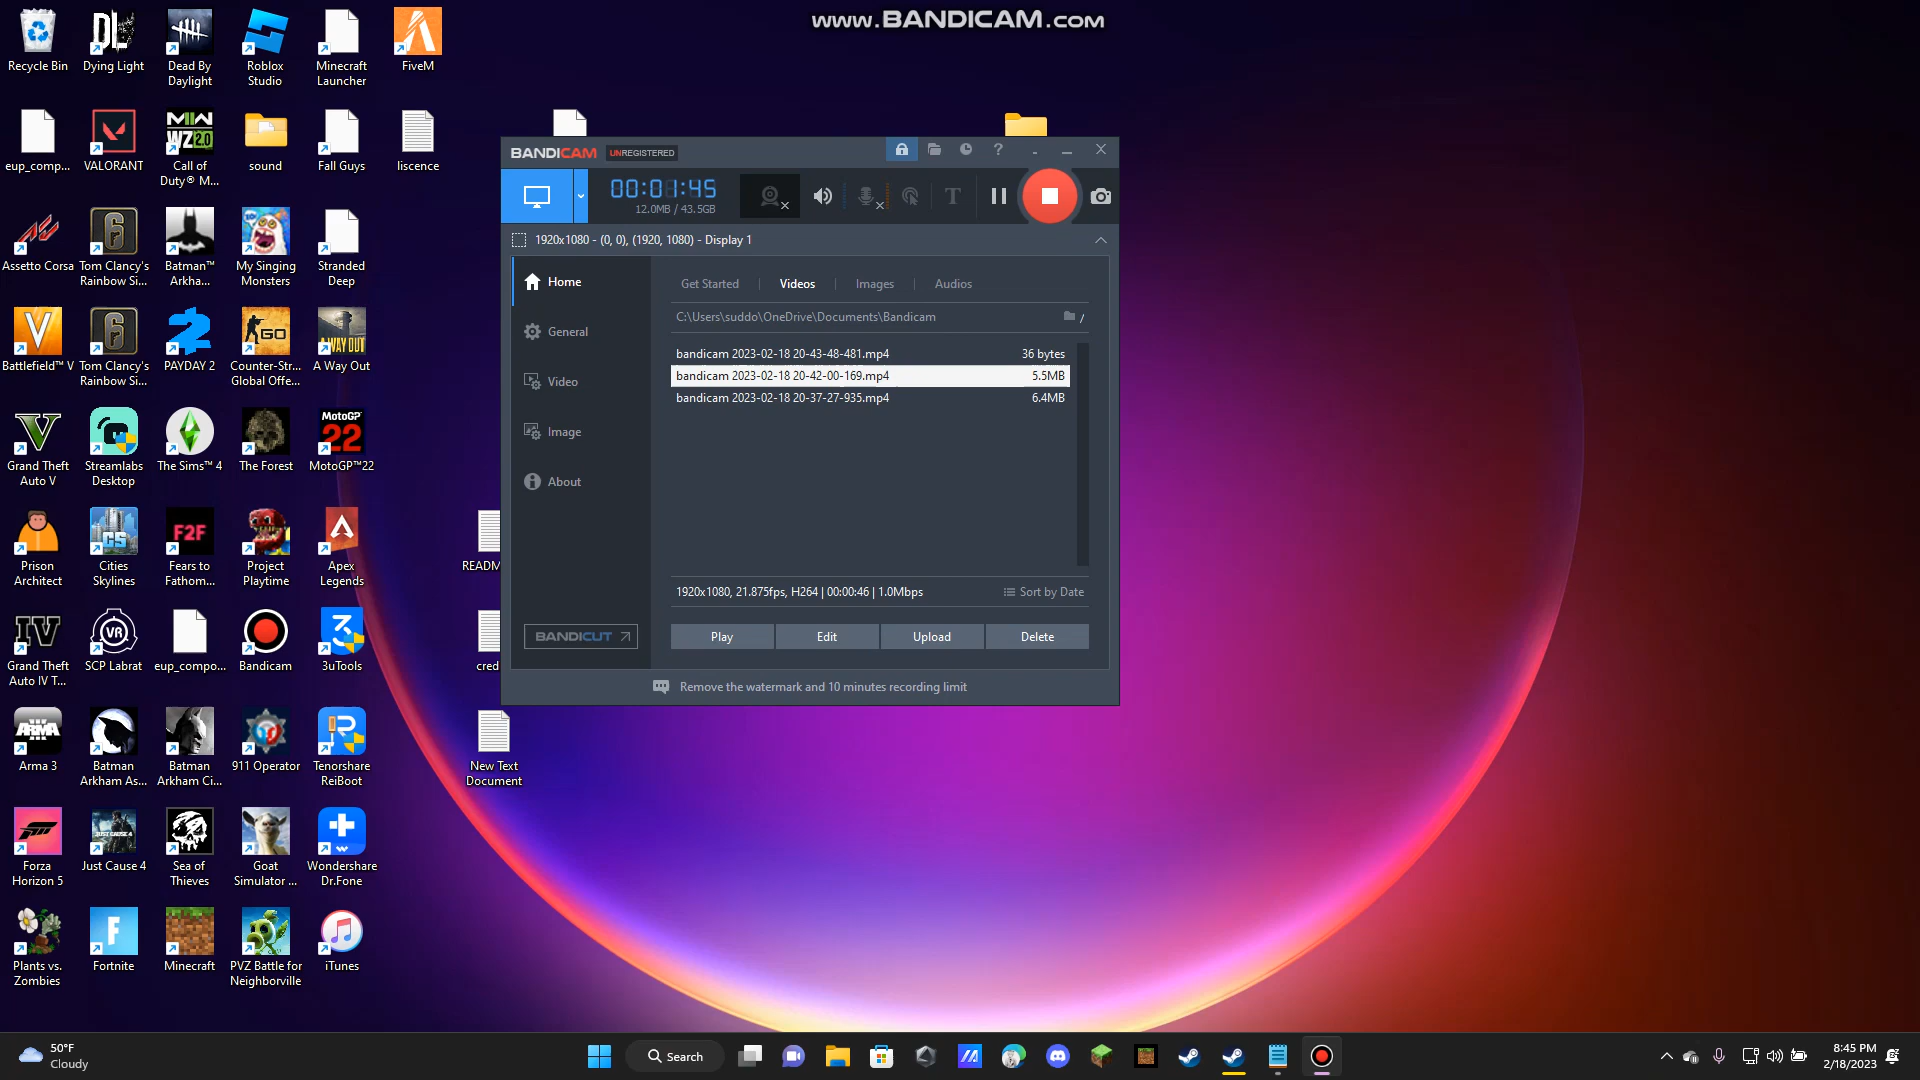 www.BANDICAM.com
Recycle Bin
Dying Light
Dead By
Daylight
Roblox
Studio
Minecraft
Launcher
FiveM
eup_comp...
VALORANT
Call of
Duty® M...
sound
Fall Guys
liscence
Assetto Corsa
Tom Clancy's
Rainbow Si...
Batman™
Arkha...
My Singing
Monsters
Stranded
Deep
Battlefield™ V
Tom Clancy's
Rainbow Si...
PAYDAY 2
Counter-Str...
Global Offe...
A Way Out
Grand Theft
Auto V
Streamlabs
Desktop
The Sims™ 4
The Forest
MotoGP™22
Prison
Architect
Cities
Skylines
Fears to
Fathom...
Project
Playtime
Apex
Legends
READM
Grand Theft
Auto IV T...
SCP Labrat
eup_compo...
Bandicam
3uTools
cred
Arma 3
Batman
Arkham As...
Batman
Arkham Ci...
911 Operator
Tenorshare
ReiBoot
New Text
Document
Forza
Horizon 5
Just Cause 4
Sea of
Thieves
Goat
Simulator ...
Wondershare
Dr.Fone
Plants vs.
Zombies
Fortnite
Minecraft
PVZ Battle for
Neighborville
iTunes
BANDICAM UNREGISTERED
00:01:45
12.0MB / 43.5GB
1920x1080 - (0, 0), (1920, 1080) - Display 1
Home
General
Video
Image
About
BANDICUT
Get Started
Videos
Images
Audios
C:\Users\suddo\OneDrive\Documents\Bandicam
bandicam 2023-02-18 20-43-48-481.mp4 36 bytes
bandicam 2023-02-18 20-42-00-169.mp4 5.5MB
bandicam 2023-02-18 20-37-27-935.mp4 6.4MB
1920x1080, 21.875fps, H264 | 00:00:46 | 1.0Mbps
Sort by Date
Play
Edit
Upload
Delete
Remove the watermark and 10 minutes recording limit
50°F
Cloudy
Search
8:45 PM
2/18/2023